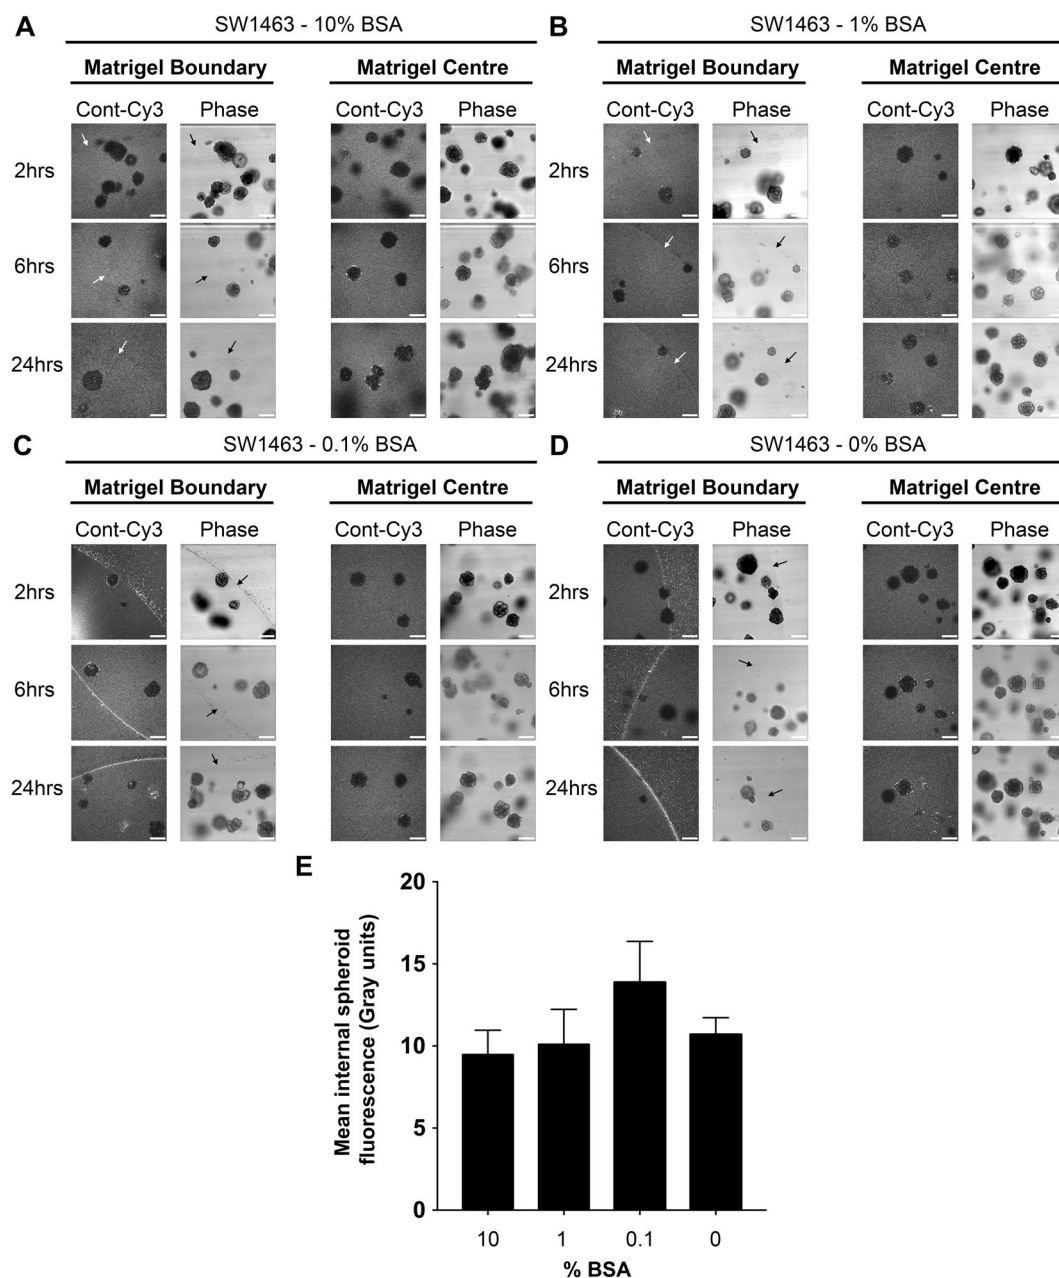 A
SW1463 - 10% BSA
Matrigel Boundary
Matrigel Centre
Cont-Cy3
Phase
Cont-Cy3
Phase
2hrs
6hrs
24hrs
B
SW1463 - 1% BSA
Matrigel Boundary
Matrigel Centre
Cont-Cy3
Phase
Cont-Cy3
Phase
2hrs
6hrs
24hrs
C
SW1463 - 0.1% BSA
Matrigel Boundary
Matrigel Centre
Cont-Cy3
Phase
Cont-Cy3
Phase
2hrs
6hrs
24hrs
D
SW1463 - 0% BSA
Matrigel Boundary
Matrigel Centre
Cont-Cy3
Phase
Cont-Cy3
Phase
2hrs
6hrs
24hrs
E
Mean internal spheroid
fluorescence (Gray units)
20
15
10
5
0
10
1
0.1
0
% BSA